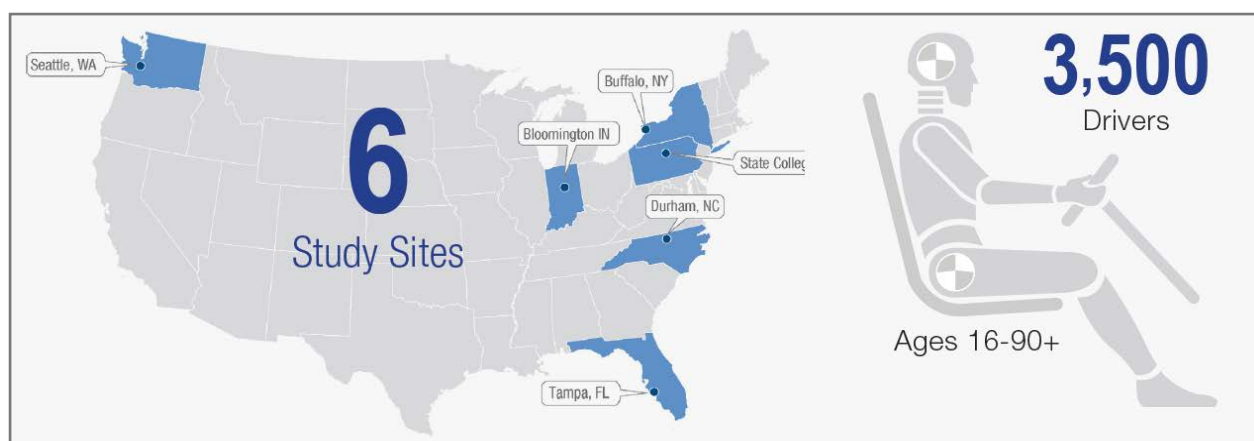 Seattle, WA
6
Study Sites
Bloomington IN
Buffalo, NY
State Colleg
Durham, NC
Tampa, FL
3,500
Drivers
Ages 16-90+